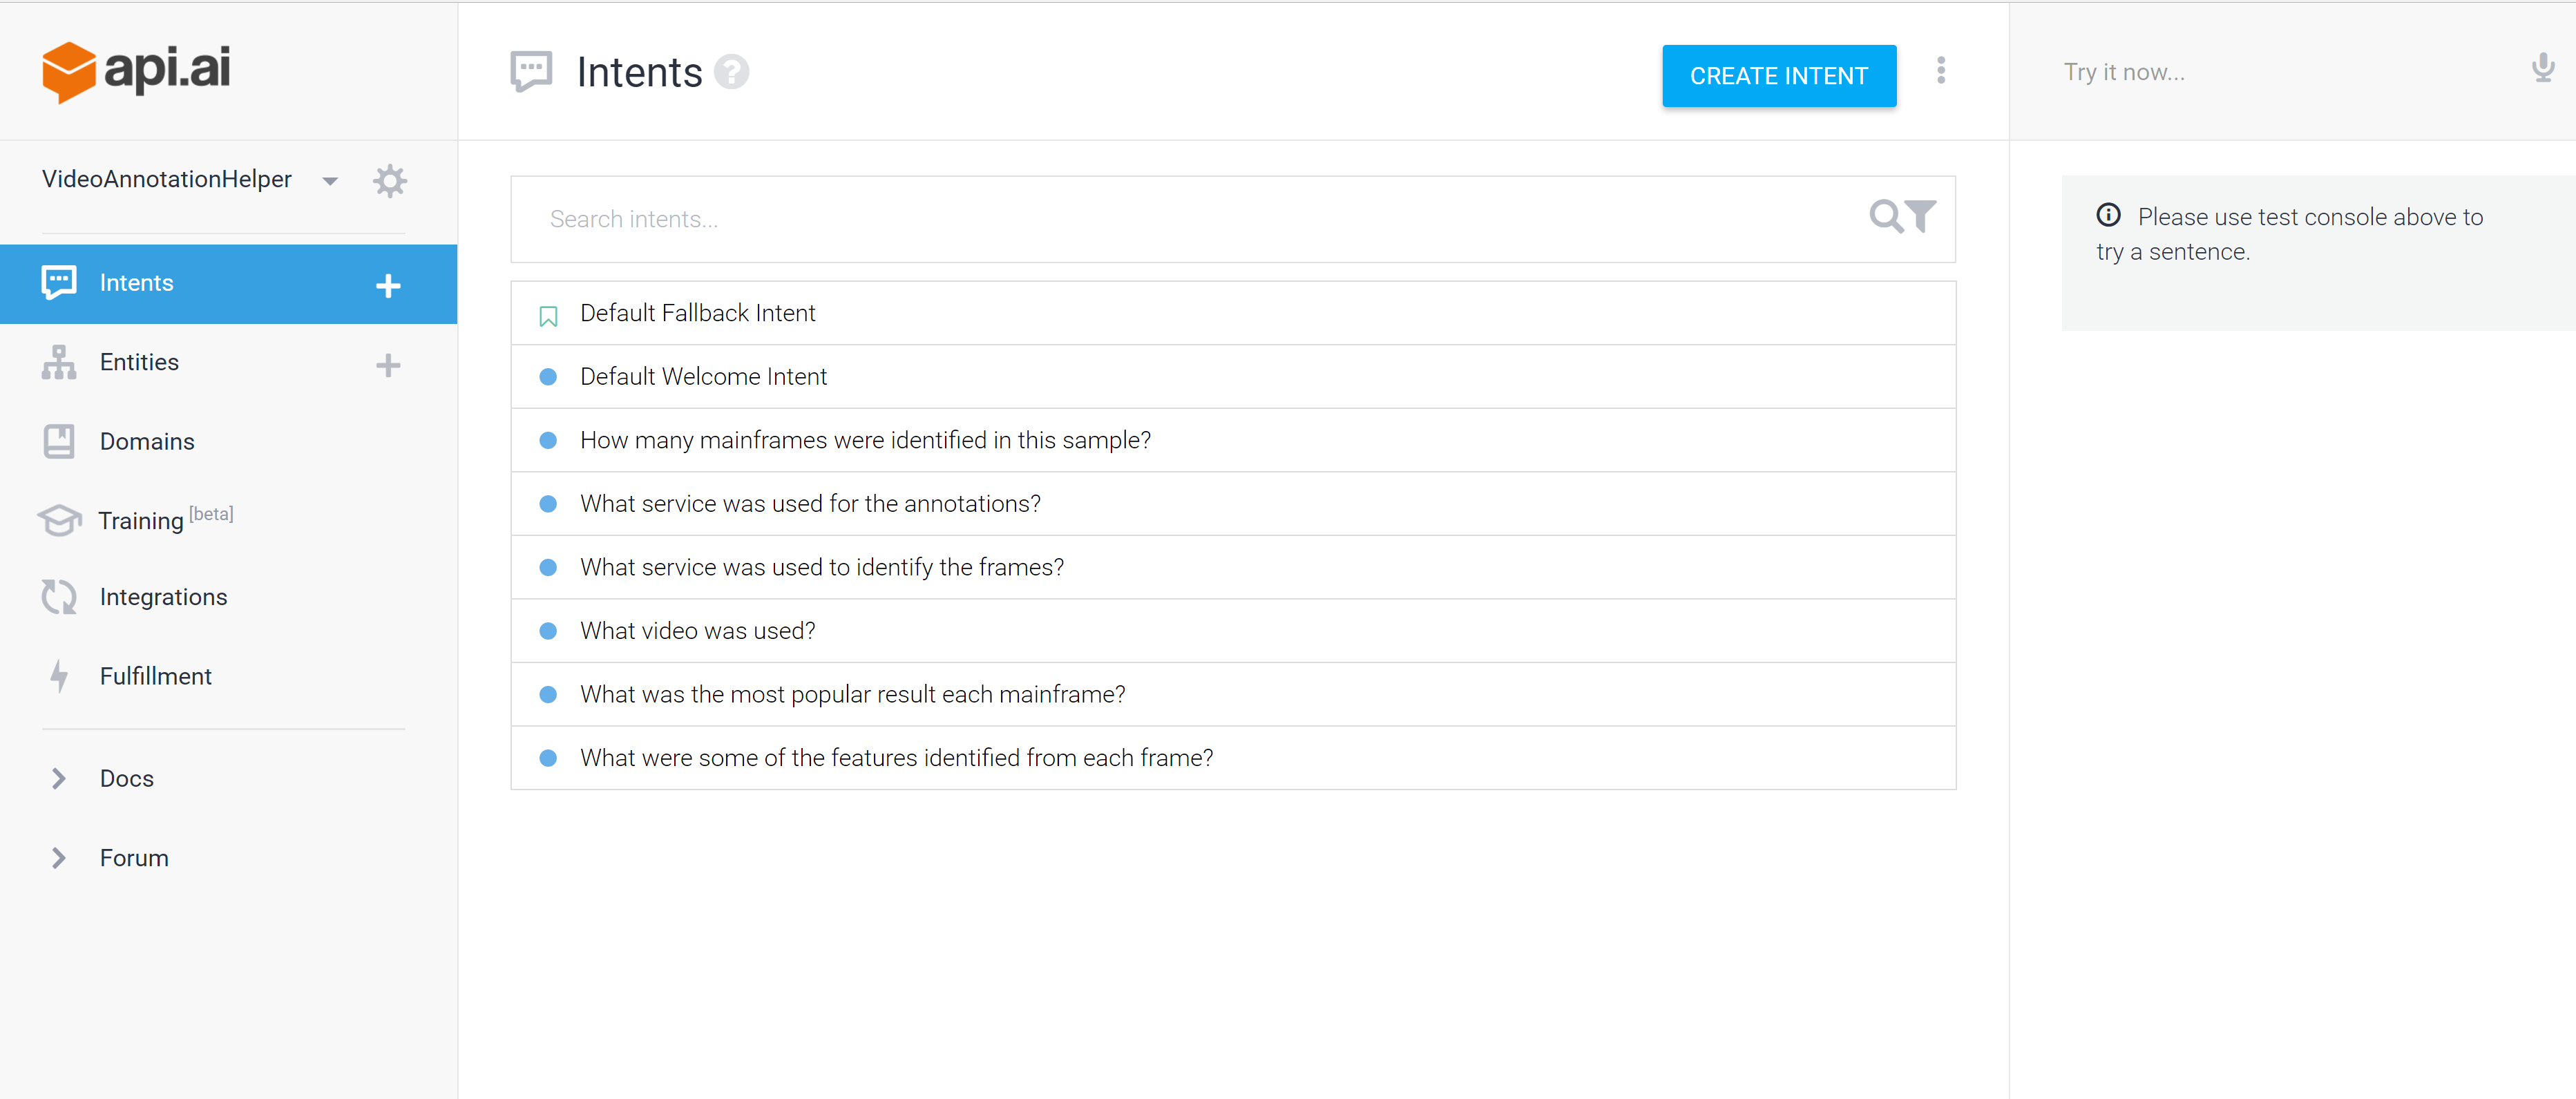 api.ai
VideoAnnotationHelper
Intents
Entities
Domains
Training [beta]
Integrations
Fulfillment
Docs
Forum
Intents ?
CREATE INTENT
Search intents...
Default Fallback Intent
Default Welcome Intent
How many mainframes were identified in this sample?
What service was used for the annotations?
What service was used to identify the frames?
What video was used?
What was the most popular result each mainframe?
What were some of the features identified from each frame?
Try it now...
Please use test console above to
try a sentence.